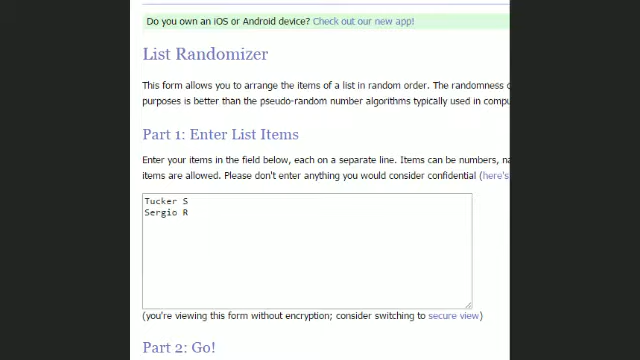 Do you own an iOS or Android device? Check out our new app!
List Randomizer
This form allows you to arrange the items of a list in random order. The randomness
purposes is better than the pseudo-random number algorithms typically used in
Part 1: Enter List Items
Enter your items in the field below, each on a separate line. Items can be numbers,
items are allowed. Please don't enter anything you would consider confidential (here's
Tucker S
Sergio R
(you're viewing this form without encryption; consider switching to secure view)
Part 2: Go!